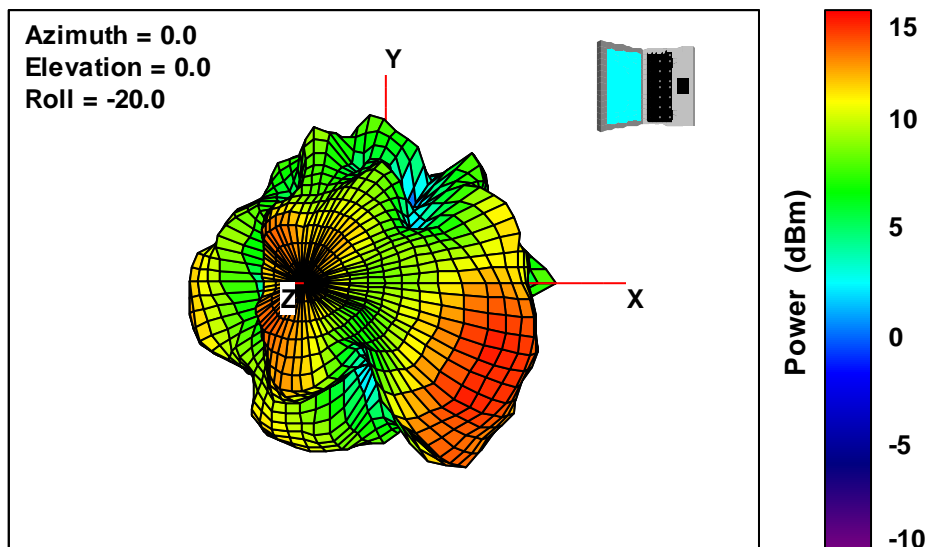 Azimuth = 0.0
Elevation = 0.0
Roll = -20.0
Y
X
Z
Power (dBm)
15
10
5
0
-5
-10